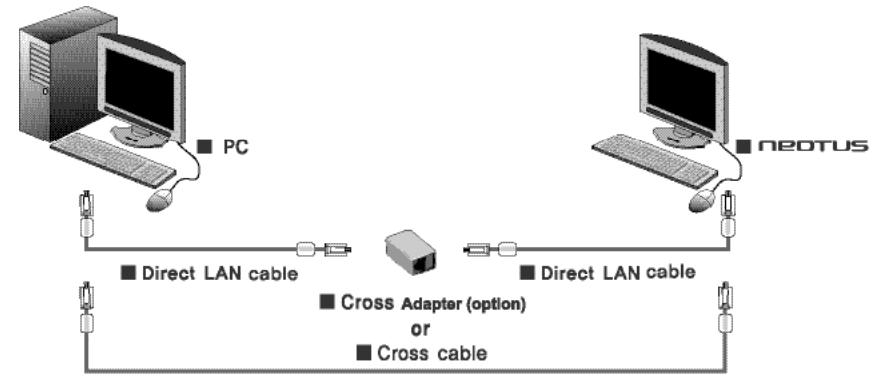 ■ PC
■ NEOTUS
■ Direct LAN cable
■ Direct LAN cable
■ Cross Adapter (option)
or
■ Cross cable